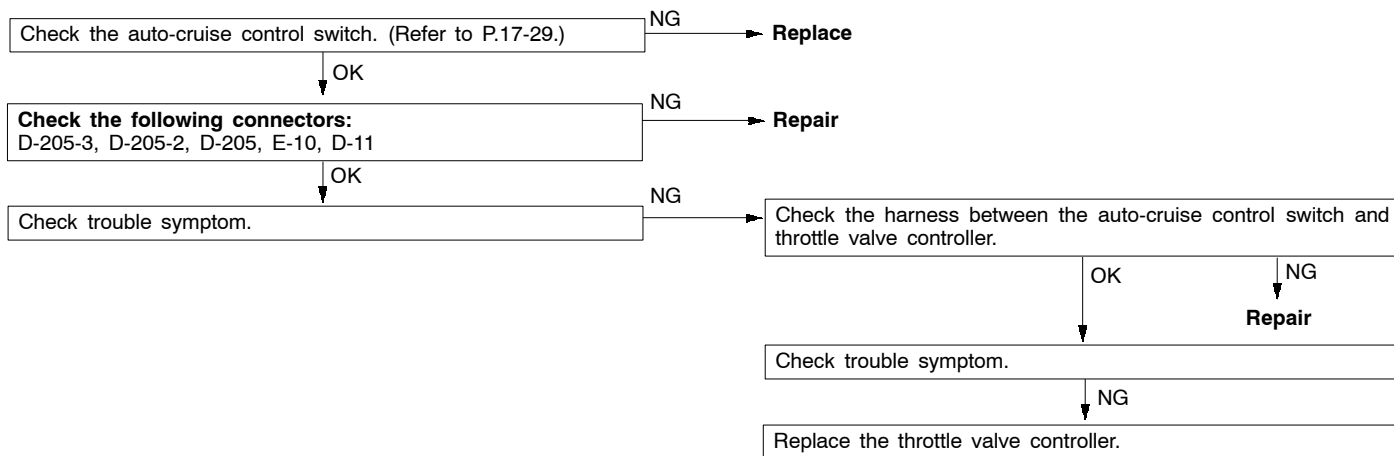 Check the auto-cruise control switch. (Refer to P.17-29.)
NG
Replace
OK
Check the following connectors:
D-205-3, D-205-2, D-205, E-10, D-11
NG
Repair
OK
Check trouble symptom.
NG
Check the harness between the auto-cruise control switch and
throttle valve controller.
OK
NG
Repair
Check trouble symptom.
NG
Replace the throttle valve controller.